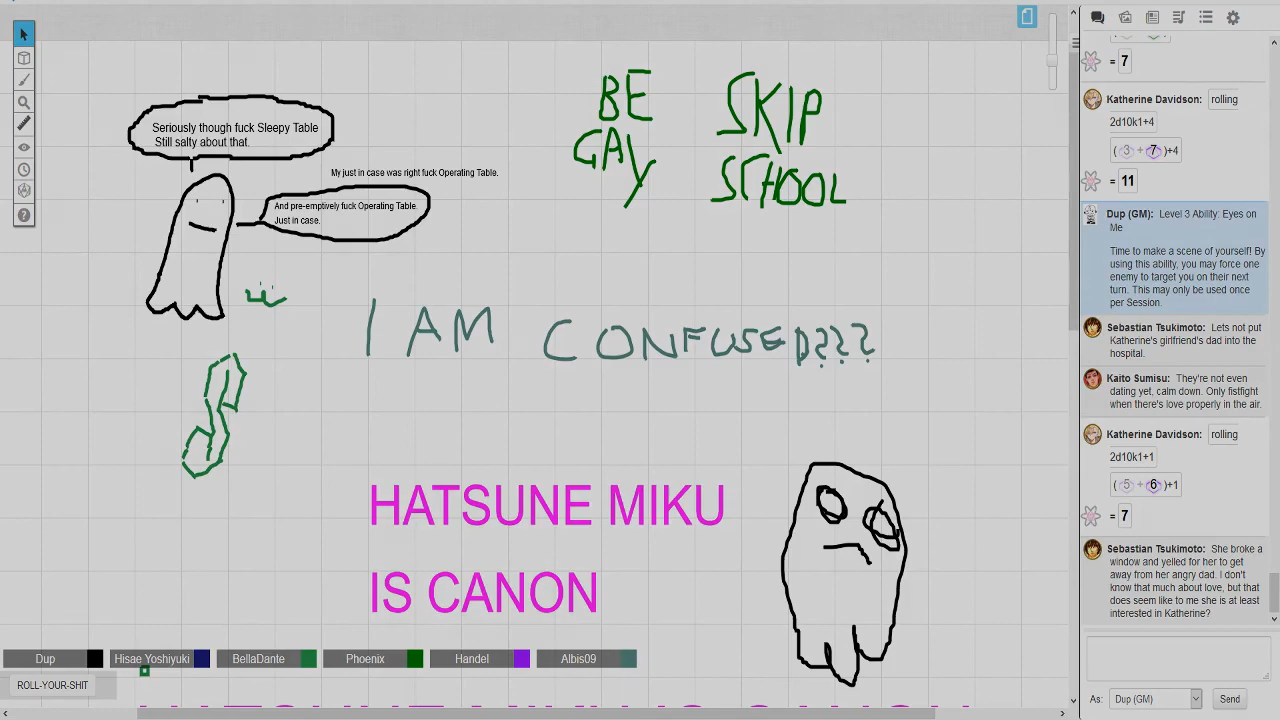 Seriously though fuck Sleepy Table
Still sally about that.
My just in case was right fuck Operating Table.
And pre-emptively fuck Operating Table.
Just in case.
BE
GAY
SKIP
SCHOOL
I AM CONFUSED???
HATSUNE MIKU
IS CANON
Dup
Hisae Yoshiyuki
BellaDante
Phoenix
Handel
Albis09
ROLL-YOUR-SHIT
= 7
Katherine Davidson: rolling
2d10k1+4
(3+7)+4
= 11
Dup (GM): Level 3 Ability: Eyes on
Me
Time to make a scene of yourself! By
using this ability, you may force one
enemy to target you on their next
turn. This may only be used once
per Session.
Sebastian Tsukimoto: Lets not put
Katherine's girlfriend's dad into the
hospital.
Kaito Sumisu: They're not even
dating yet, calm down. Only fistfight
when there's love properly in the air.
Katherine Davidson: rolling
2d10k1+1
(5+6)+1
= 7
Sebastian Tsukimoto: She broke a
window and yelled for her to get
away from her angry dad. I don't
know that much about love, but that
does seem like to me she is at least
interested in Katherine?
As: Dup (GM)
Send